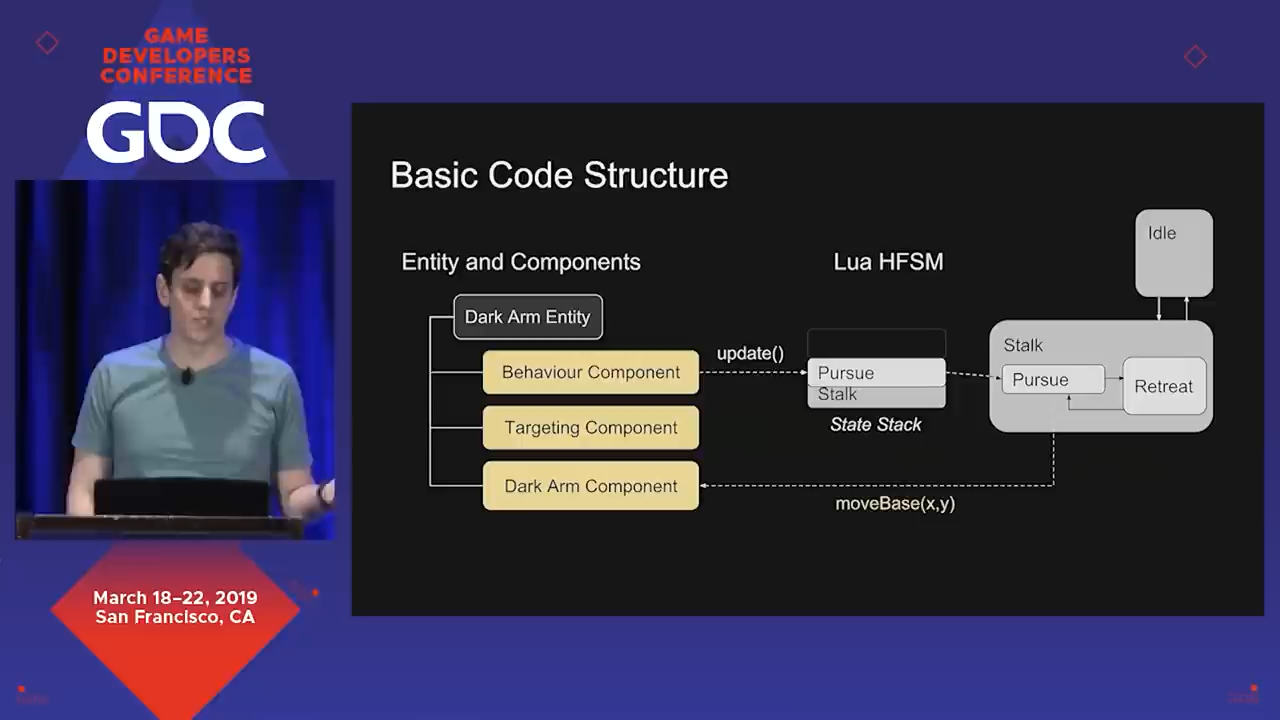 GAME
DEVELOPERS
CONFERENCE
GDC
March 18–22, 2019
San Francisco, CA
Basic Code Structure
Entity and Components
Dark Arm Entity
Behaviour Component
Targeting Component
Dark Arm Component
update()
Lua HFSM
Pursue
Stalk
State Stack
Idle
Stalk
Pursue
Retreat
moveBase(x,y)